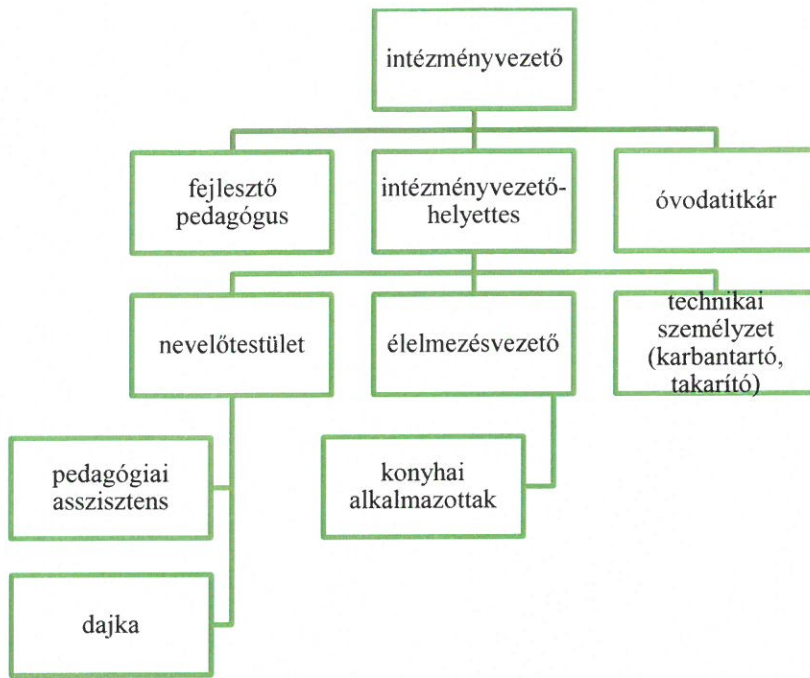 intézményvezető
fejlesztő
pedagógus
intézményvezető-
helyettes
óvodatitkár
nevelőtestület
élelmezésvezető
technikai
személyzet
(karbantartó,
takarító)
pedagógiai
asszisztens
konyhai
alkalmazottak
dajka